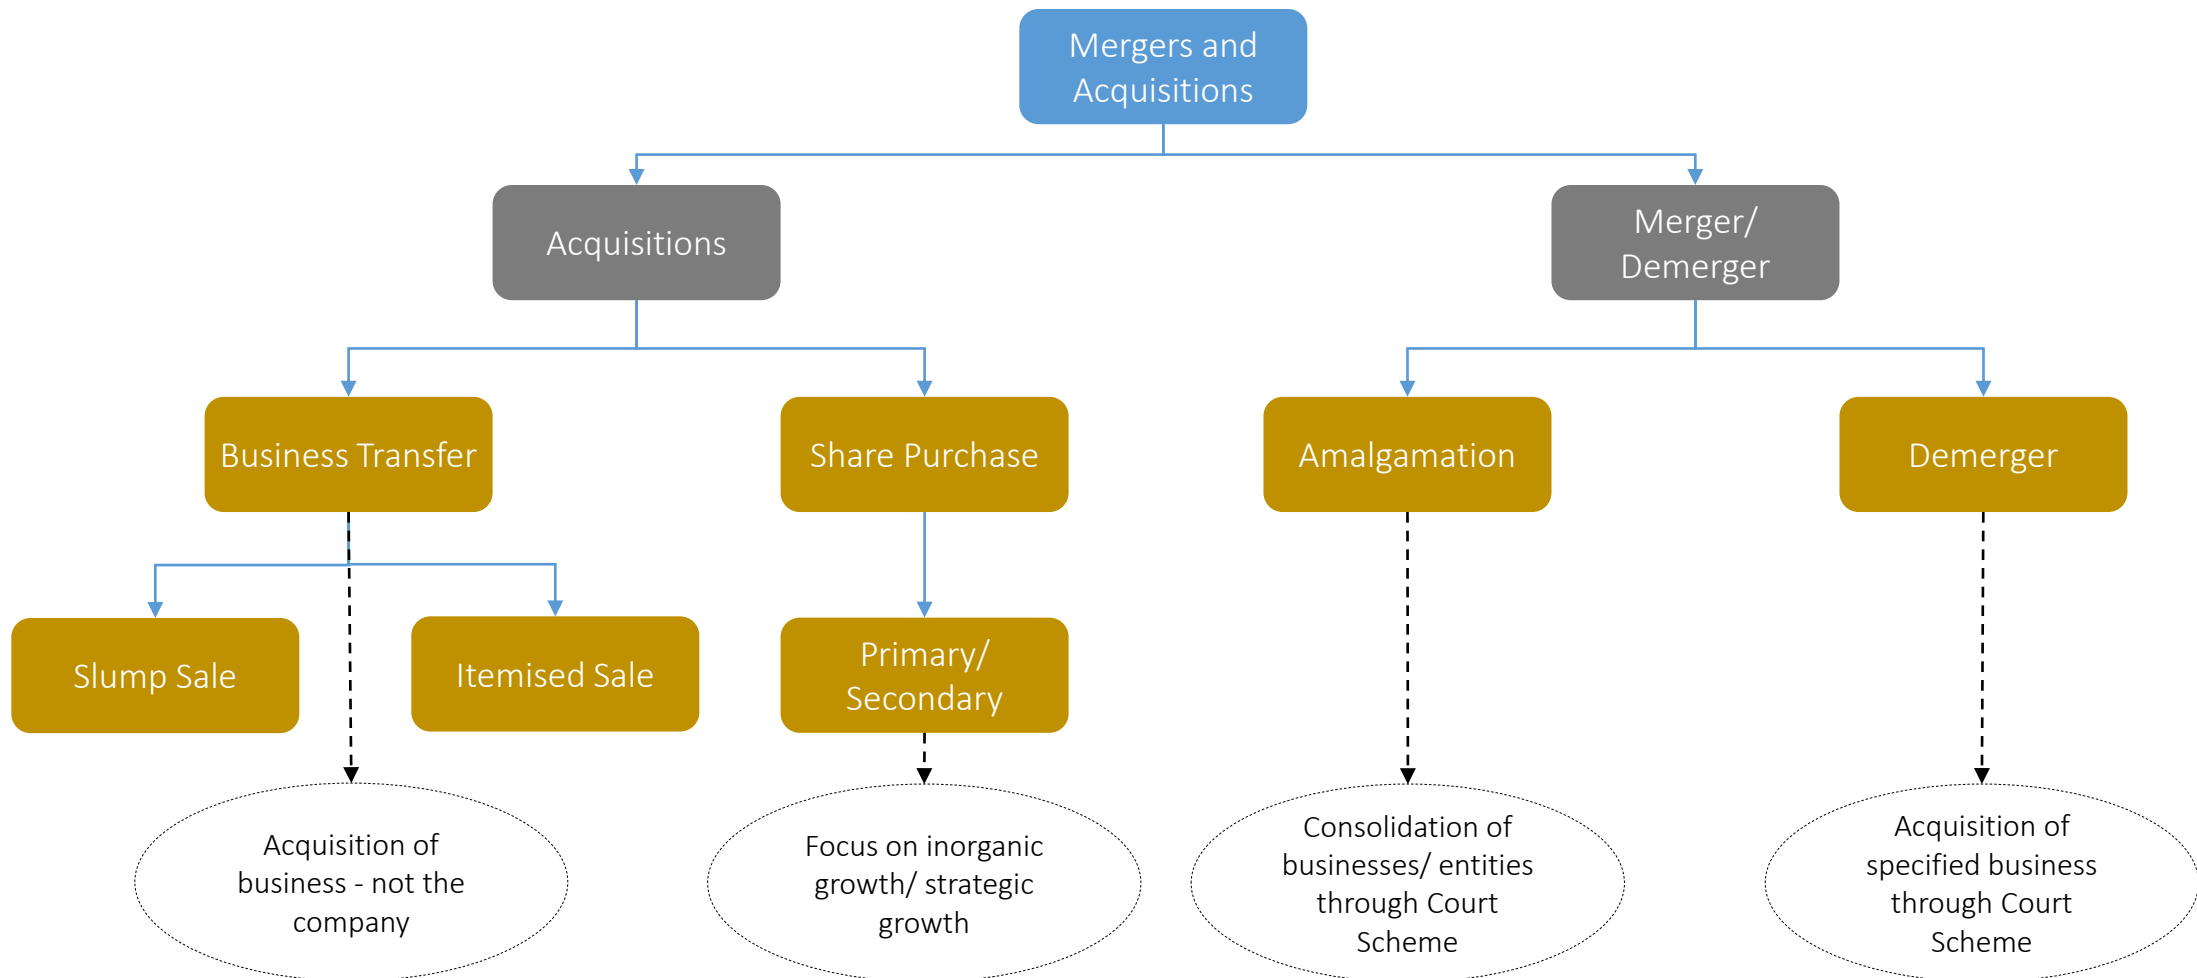 Mergers and
Acquisitions
Acquisitions
Merger/
Demerger
Business Transfer
Share Purchase
Amalgamation
Demerger
Slump Sale
Itemised Sale
Primary/
Secondary
Acquisition of
business - not the
company
Focus on inorganic
growth/ strategic
growth
Consolidation of
businesses/ entities
through Court
Scheme
Acquisition of
specified business
through Court
Scheme